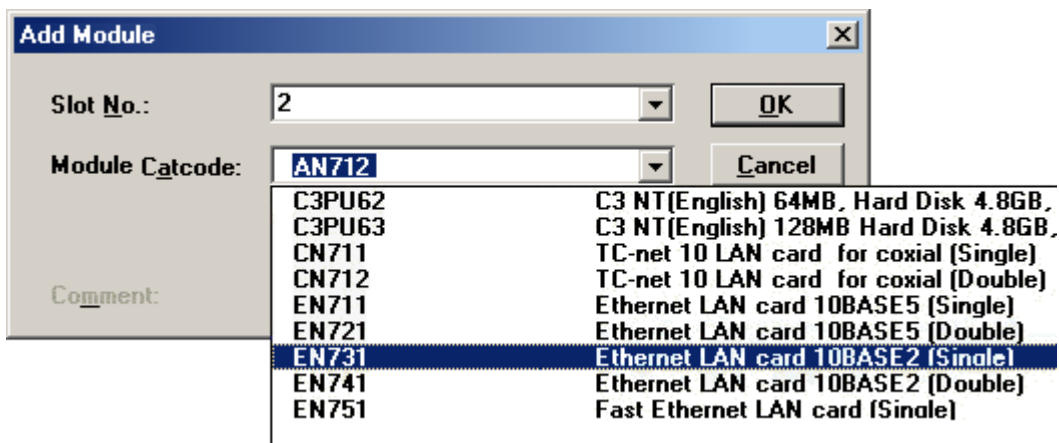 Add Module
Slot No.: 2 OK
Module Catcode: AN712 Cancel
C3PU62 C3 NT(English) 64MB, Hard Disk 4.8GB,
C3PU63 C3 NT(English) 128MB Hard Disk 4.8GB,
CN711 TC-net 10 LAN card for coxial (Single)
CN712 TC-net 10 LAN card for coxial (Double)
EN711 Ethernet LAN card 10BASE5 (Single)
EN721 Ethernet LAN card 10BASE5 (Double)
EN731 Ethernet LAN card 10BASE2 (Single)
EN741 Ethernet LAN card 10BASE2 (Double)
EN751 Fast Ethernet LAN card (Single)
Comment: